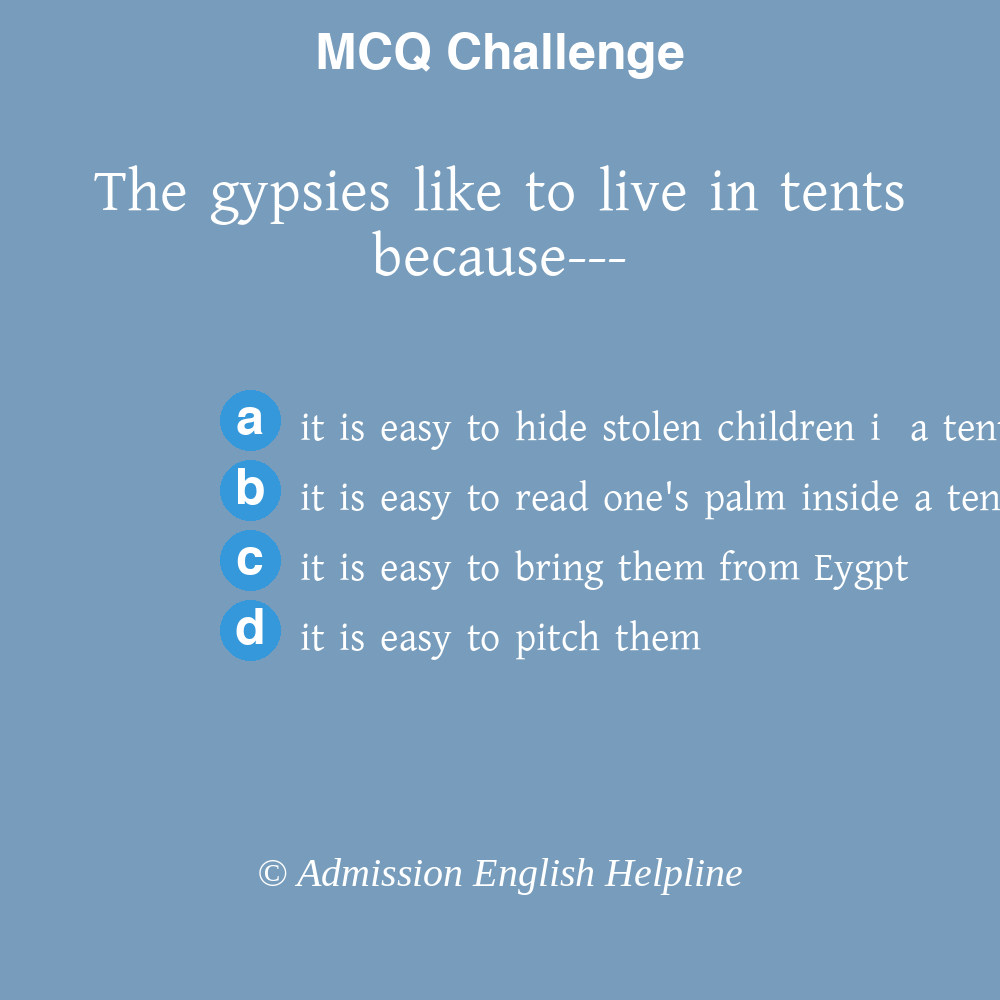 MCQ Challenge
The gypsies like to live in tents
because---
a it is easy to hide stolen children i a tent
b it is easy to read one's palm inside a ten
c it is easy to bring them from Eygpt
d it is easy to pitch them
© Admission English Helpline